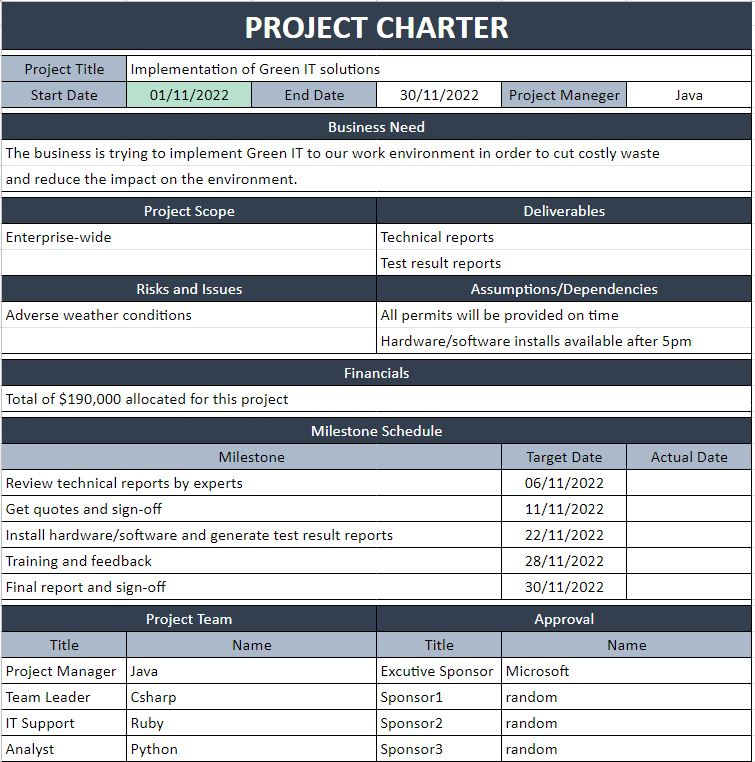 PROJECT CHARTER
Project Title Implementation of Green IT solutions
Start Date 01/11/2022 End Date 30/11/2022 Project Maneger Java
Business Need
The business is trying to implement Green IT to our work environment in order to cut costly waste
and reduce the impact on the environment.
Project Scope Deliverables
Enterprise-wide Technical reports
Test result reports
Risks and Issues Assumptions/Dependencies
Adverse weather conditions All permits will be provided on time
Hardware/software installs available after 5pm
Financials
Total of $190,000 allocated for this project
Milestone Schedule
Milestone Target Date Actual Date
Review technical reports by experts 06/11/2022
Get quotes and sign-off 11/11/2022
Install hardware/software and generate test result reports 22/11/2022
Training and feedback 28/11/2022
Final report and sign-off 30/11/2022
Project Team Approval
Title Name Title Name
Project Manager Java Excutive Sponsor Microsoft
Team Leader Csharp Sponsor1 random
IT Support Ruby Sponsor2 random
Analyst Python Sponsor3 random